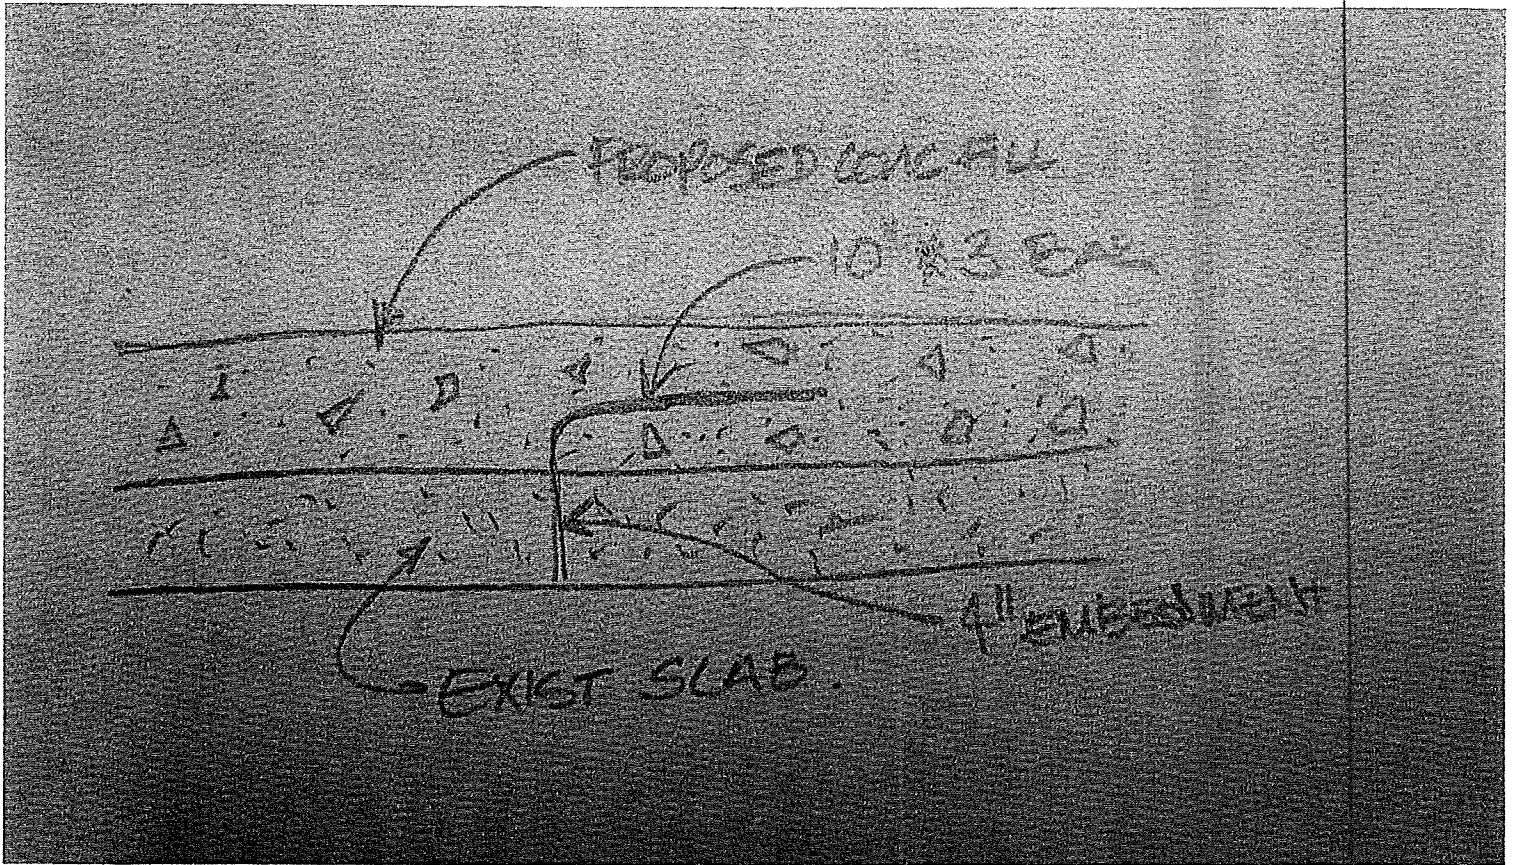 PROPOSED CONC. FILL
10" #3
4" EMBEDMENT
EXIST SLAB.